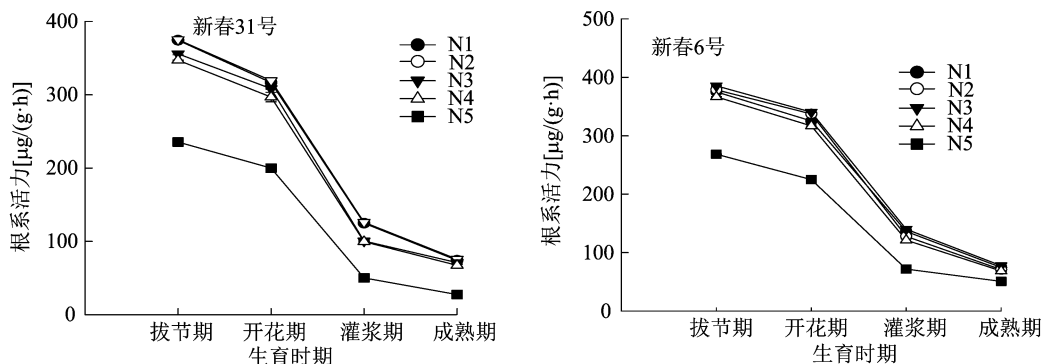 新春31号
400
300
200
100
0
根系活力[μg/(g·h)]
N1
N2
N3
N4
N5
拔节期 开花期 灌浆期 成熟期
生育时期
新春6号
500
400
300
200
100
0
根系活力[μg/(g·h)]
N1
N2
N3
N4
N5
拔节期 开花期 灌浆期 成熟期
生育时期